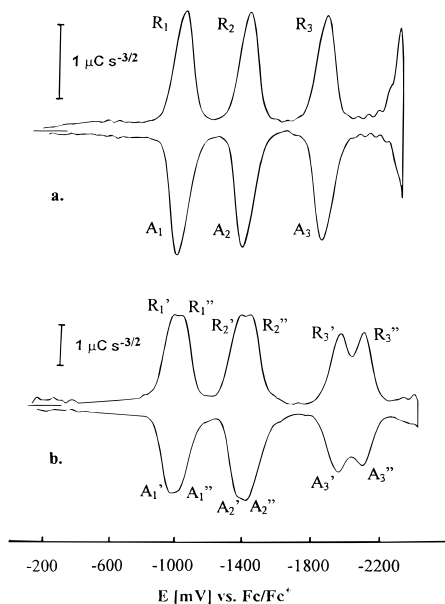 R₁ R₂ R₃
1 μC s⁻³/²
a.
A₁ A₂ A₃
R₁’ R₁” R₂’ R₂” R₃’ R₃”
1 μC s⁻³/²
b.
A₁’ A₁” A₂’ A₂” A₃’ A₃”
-200 -600 -1000 -1400 -1800 -2200
E [mV] vs. Fc/Fc⁺